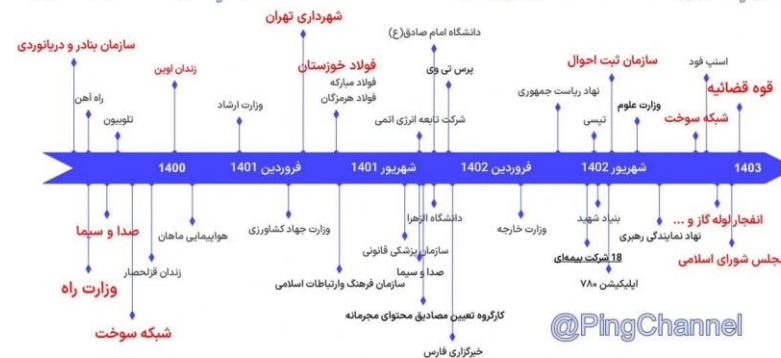 شهرداری تهران
دانشگاه امام صادق(ع)
سازمان بنادر و دریانوردی
زندان اوین
فولاد خوزستان
فولاد مبارکه
فولاد هرمزگان
پرس تی وی
سازمان ثبت احوال
اسنپ فود
قوه قضائیه
راه آهن
تلوبیون
وزارت ارشاد
شرکت تابعه انرژی اتمی
نهاد ریاست جمهوری
تپسی
وزارت علوم
شبکه سوخت
1400
فروردین 1401
شهریور 1401
فروردین 1402
شهریور 1402
1403
صدا و سیما
هواپیمایی ماهان
وزارت جهاد کشاورزی
دانشگاه الزهرا
وزارت خارجه
بنیاد شهید
انفجار لوله گاز و ...
نهاد نمایندگی رهبری
سازمان پزشکی قانونی
18 شرکت بیمه‌ای
مجلس شورای اسلامی
زندان قزلحصار
صدا و سیما
وزارت راه
سازمان فرهنگ وارتباطات اسلامی
اپلیکیشن ۷۸۰
کارگروه تعیین مصادیق محتوای مجرمانه
شبکه سوخت
خبرگزاری فارس
@PingChannel